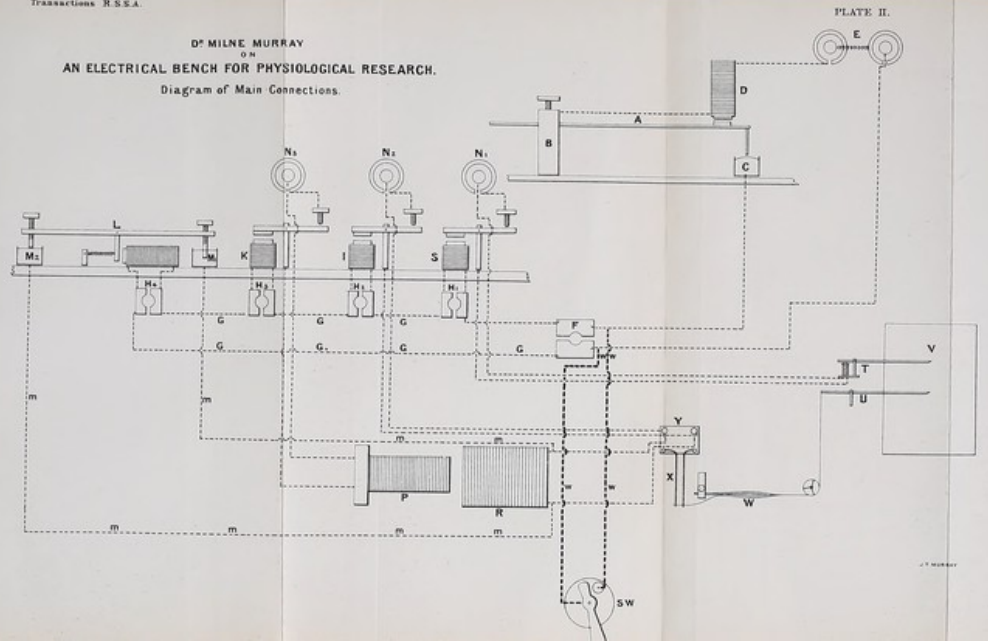 Transactions R.S.S.A.
PLATE II.
Dr MILNE MURRAY
ON
AN ELECTRICAL BENCH FOR PHYSIOLOGICAL RESEARCH.
Diagram of Main Connections.
E
D
A
B
C
N3
N2
N1
L
M2
M
K
I
S
H4
H3
H1
G
G
G
F
G
G
G
G
w
w
V
T
U
m
m
m
m
Y
X
P
R
w
w
W
m
m
m
SW
J.T. MURRAY